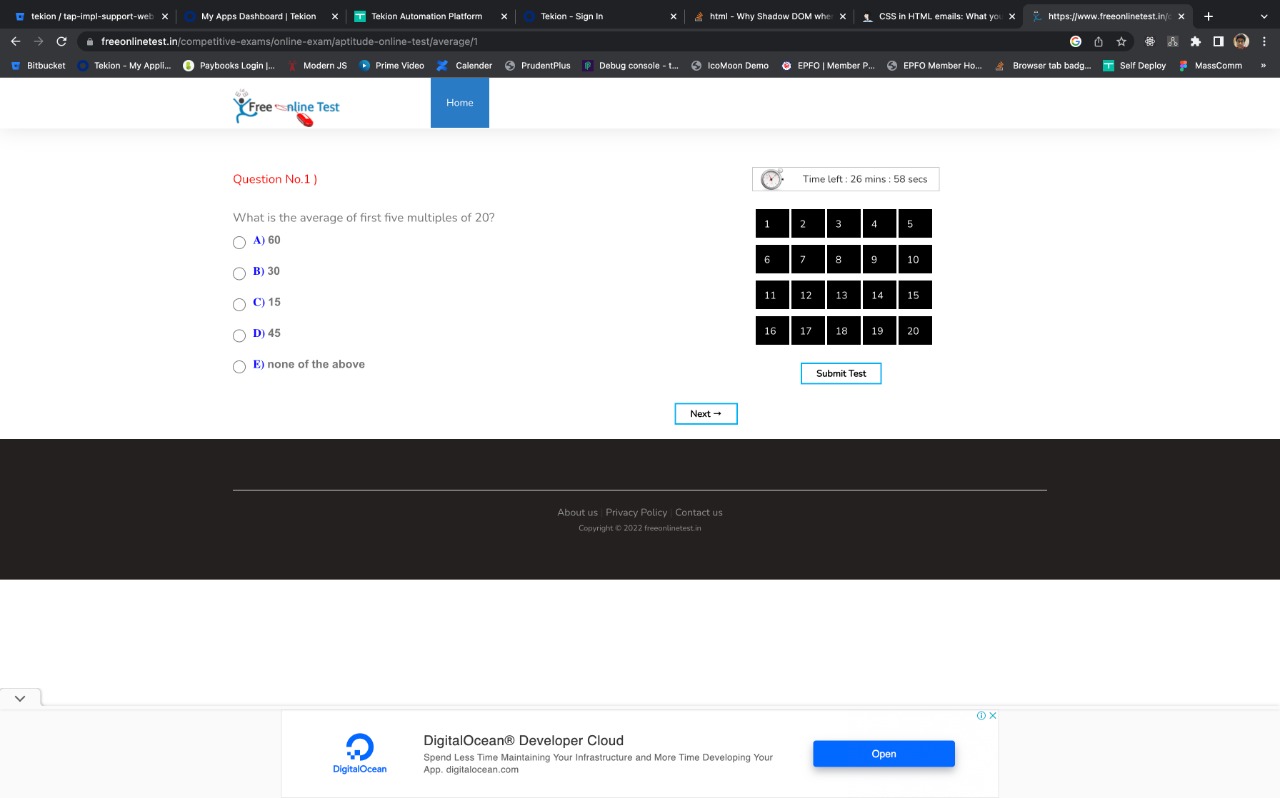 tekion / tap-impl-support-web
My Apps Dashboard | Tekion
Tekion Automation Platform
Tekion - Sign In
html - Why Shadow DOM whe
CSS in HTML emails: What you
https://www.freeonlinetest.in/c
freeonlinetest.in/competitive-exams/online-exam/aptitude-online-test/average/1
Bitbucket
Tekion - My Appli...
Paybooks Login |...
Modern JS
Prime Video
Calender
PrudentPlus
Debug console - t...
IcoMoon Demo
EPFO | Member P...
EPFO Member Ho...
Browser tab badg...
Self Deploy
MassComm
»
Free Online Test
Home
Question No.1 )
Time left : 26 mins : 58 secs
What is the average of first five multiples of 20?
A) 60
B) 30
C) 15
D) 45
E) none of the above
1 2 3 4 5
6 7 8 9 10
11 12 13 14 15
16 17 18 19 20
Submit Test
Next →
About us | Privacy Policy | Contact us
Copyright © 2022 freeonlinetest.in
DigitalOcean
DigitalOcean® Developer Cloud
Spend Less Time Maintaining Your Infrastructure and More Time Developing Your
App. digitalocean.com
Open